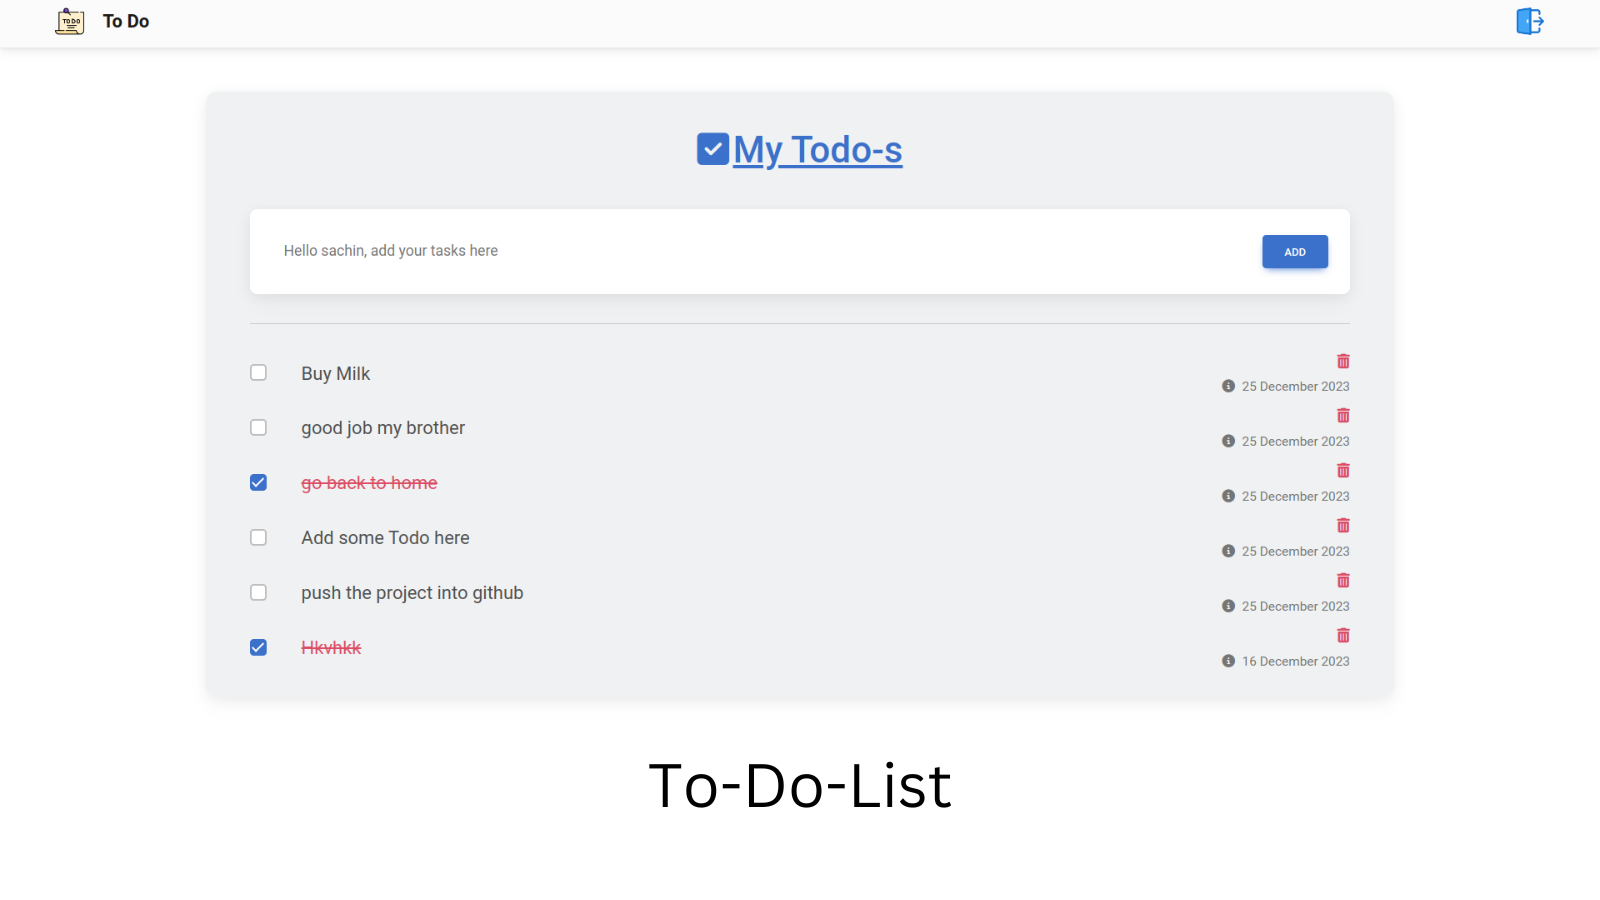 TO DO
To Do
My Todo-s
Hello sachin, add your tasks here
ADD
Buy Milk
25 December 2023
good job my brother
25 December 2023
go back to home
25 December 2023
Add some Todo here
25 December 2023
push the project into github
25 December 2023
Hkvhkk
16 December 2023
To-Do-List